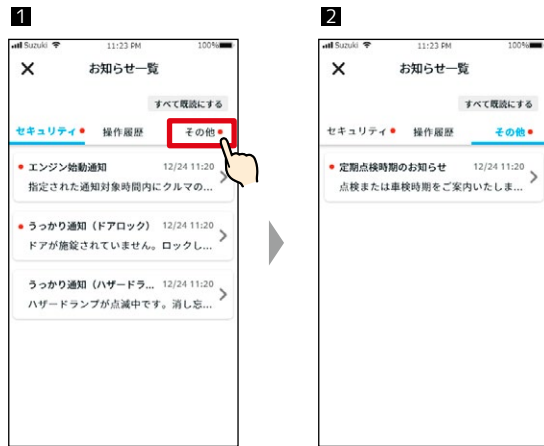 1
Suzuki 11:23 PM 100%
お知らせ一覧
すべて既読にする
セキュリティ 操作履歴 その他
エンジン始動通知 12/24 11:20
指定された通知対象時間内にクルマの...
うっかり通知（ドアロック） 12/24 11:20
ドアが施錠されていません。ロックし...
うっかり通知（ハザードラ... 12/24 11:20
ハザードランプが点滅中です。消し忘...
2
Suzuki 11:23 PM 100%
お知らせ一覧
すべて既読にする
セキュリティ 操作履歴 その他
定期点検時期のお知らせ 12/24 11:20
点検または車検時期をご案内いたしま...